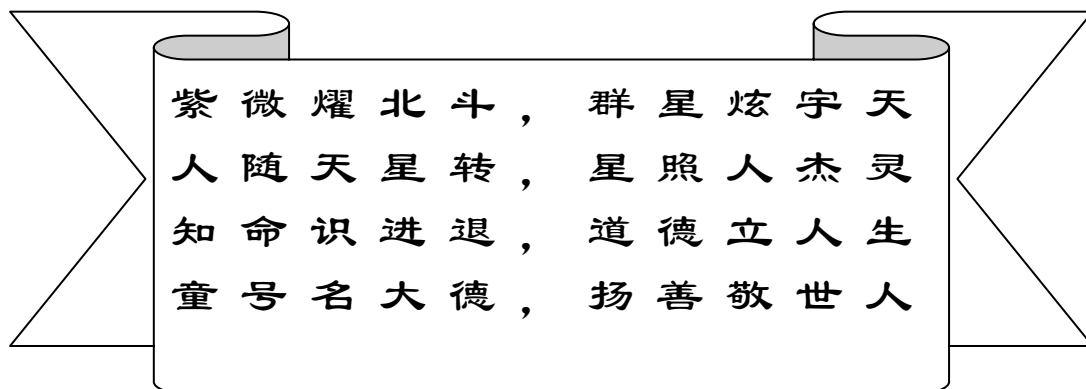 紫微燿北斗，群星炫宇天
人随天星转，星照人杰灵
知命识进退，道德立人生
童号名大德，扬善敬世人